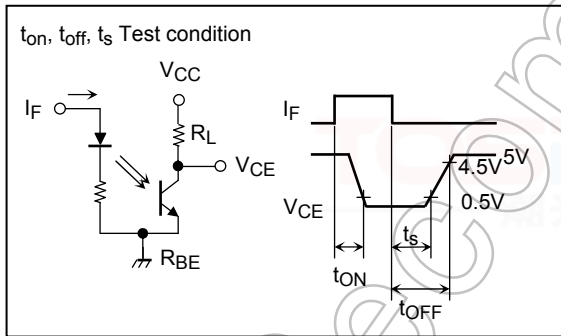 ton, toff, ts Test condition
VCC
IF
RL
VCE
RBE
IF
5V
4.5V
0.5V
VCE
ts
tON
tOFF